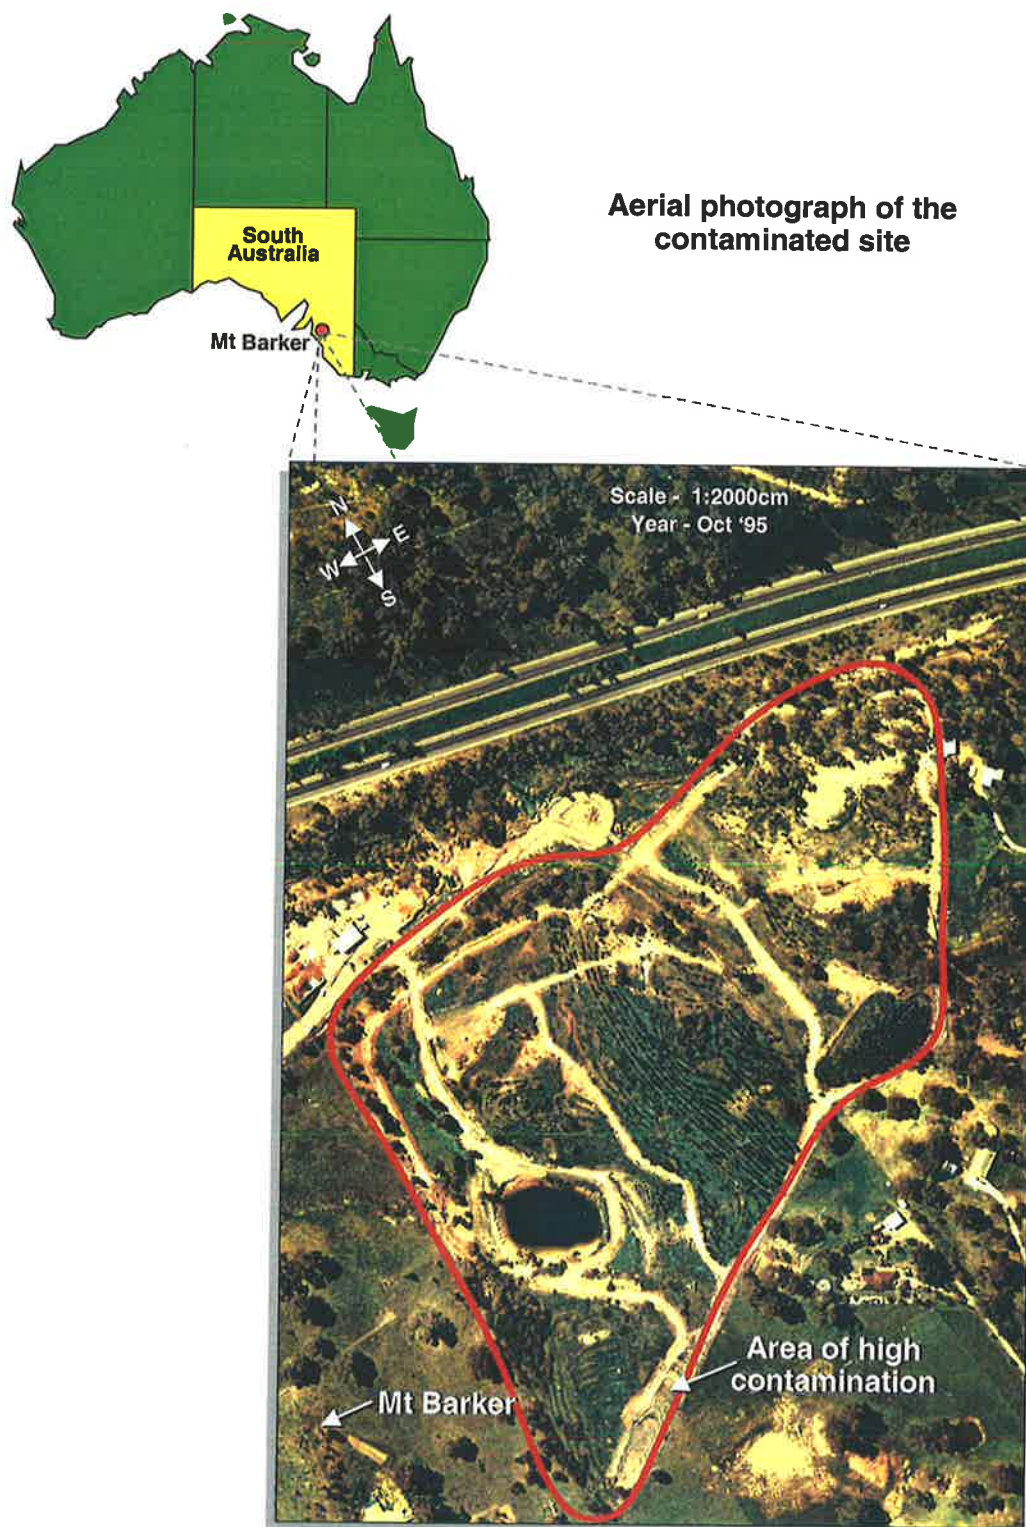 Aerial photograph of the
contaminated site
South
Australia
Mt Barker
Scale - 1:2000cm
Year - Oct '95
N
E
W
S
Area of high
contamination
Mt Barker